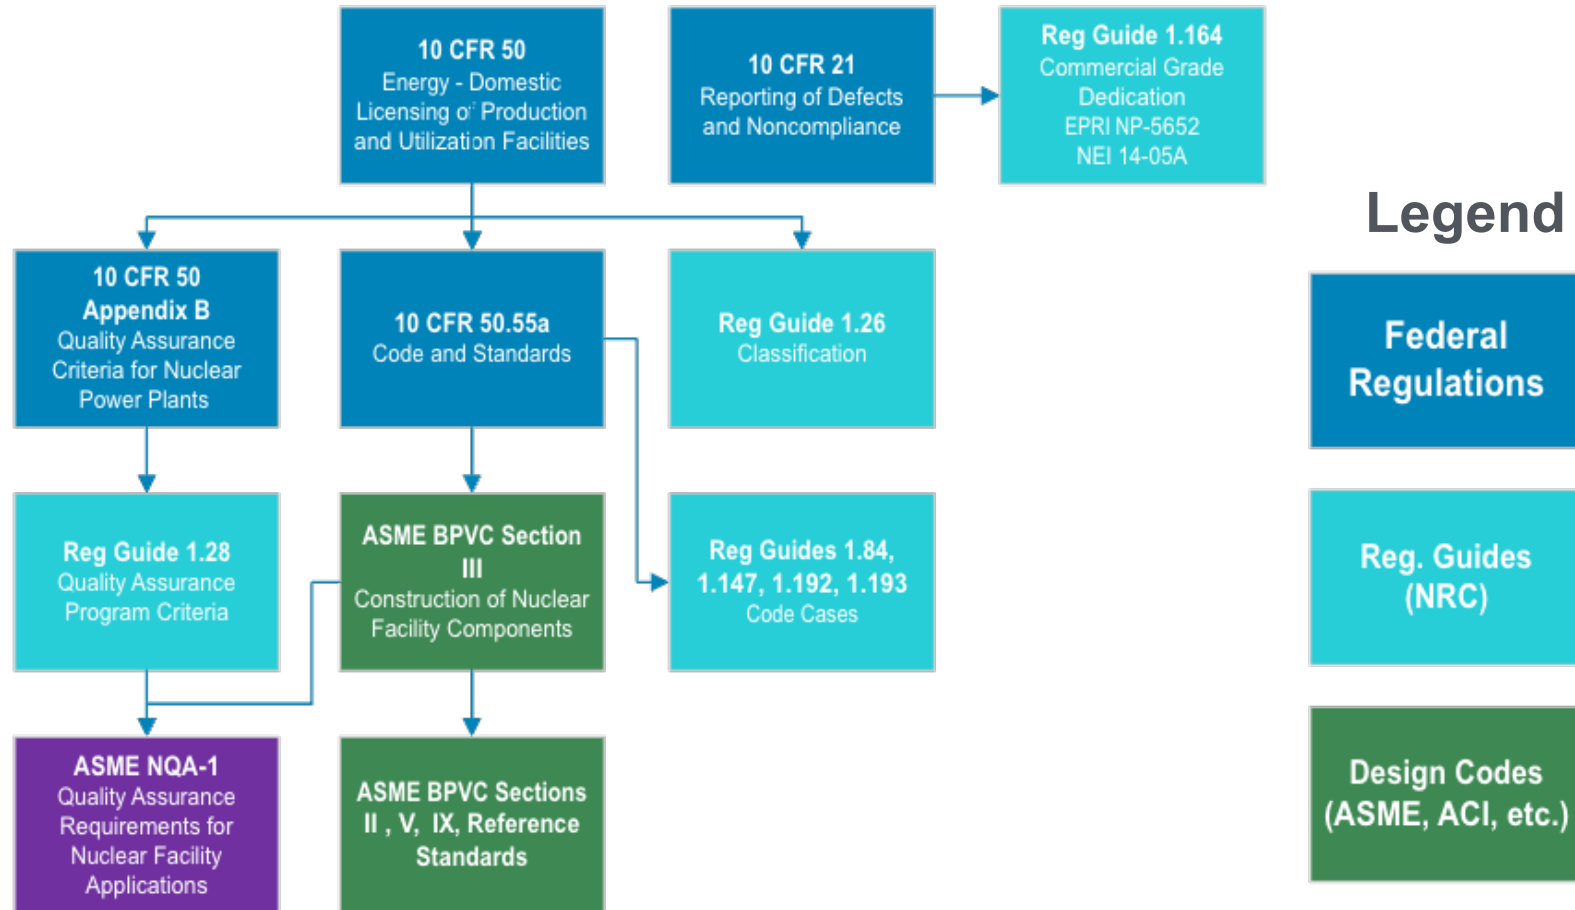 10 CFR 50
Energy - Domestic
Licensing of Production
and Utilization Facilities
10 CFR 21
Reporting of Defects
and Noncompliance
Reg Guide 1.164
Commercial Grade
Dedication
EPRI NP-5652
NEI 14-05A
Legend
10 CFR 50
Appendix B
Quality Assurance
Criteria for Nuclear
Power Plants
10 CFR 50.55a
Code and Standards
Reg Guide 1.26
Classification
Federal
Regulations
Reg Guide 1.28
Quality Assurance
Program Criteria
ASME BPVC Section
III
Construction of Nuclear
Facility Components
Reg Guides 1.84,
1.147, 1.192, 1.193
Code Cases
Reg. Guides
(NRC)
ASME NQA-1
Quality Assurance
Requirements for
Nuclear Facility
Applications
ASME BPVC Sections
II , V, IX, Reference
Standards
Design Codes
(ASME, ACI, etc.)